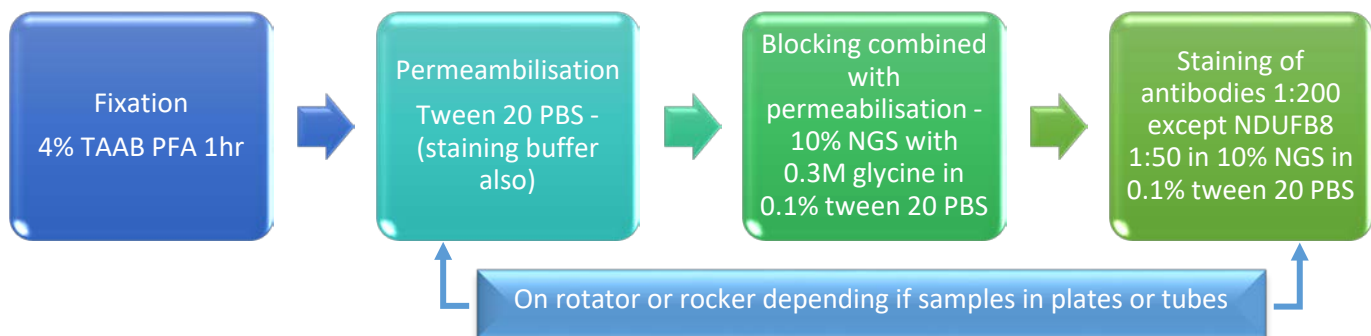 Fixation
4% TAAB PFA 1hr
Permeambilisation
Tween 20 PBS -
(staining buffer
also)
Blocking combined
with
permeabilisation -
10% NGS with
0.3M glycine in
0.1% tween 20 PBS
Staining of
antibodies 1:200
except NDUFB8
1:50 in 10% NGS in
0.1% tween 20 PBS
On rotator or rocker depending if samples in plates or tubes